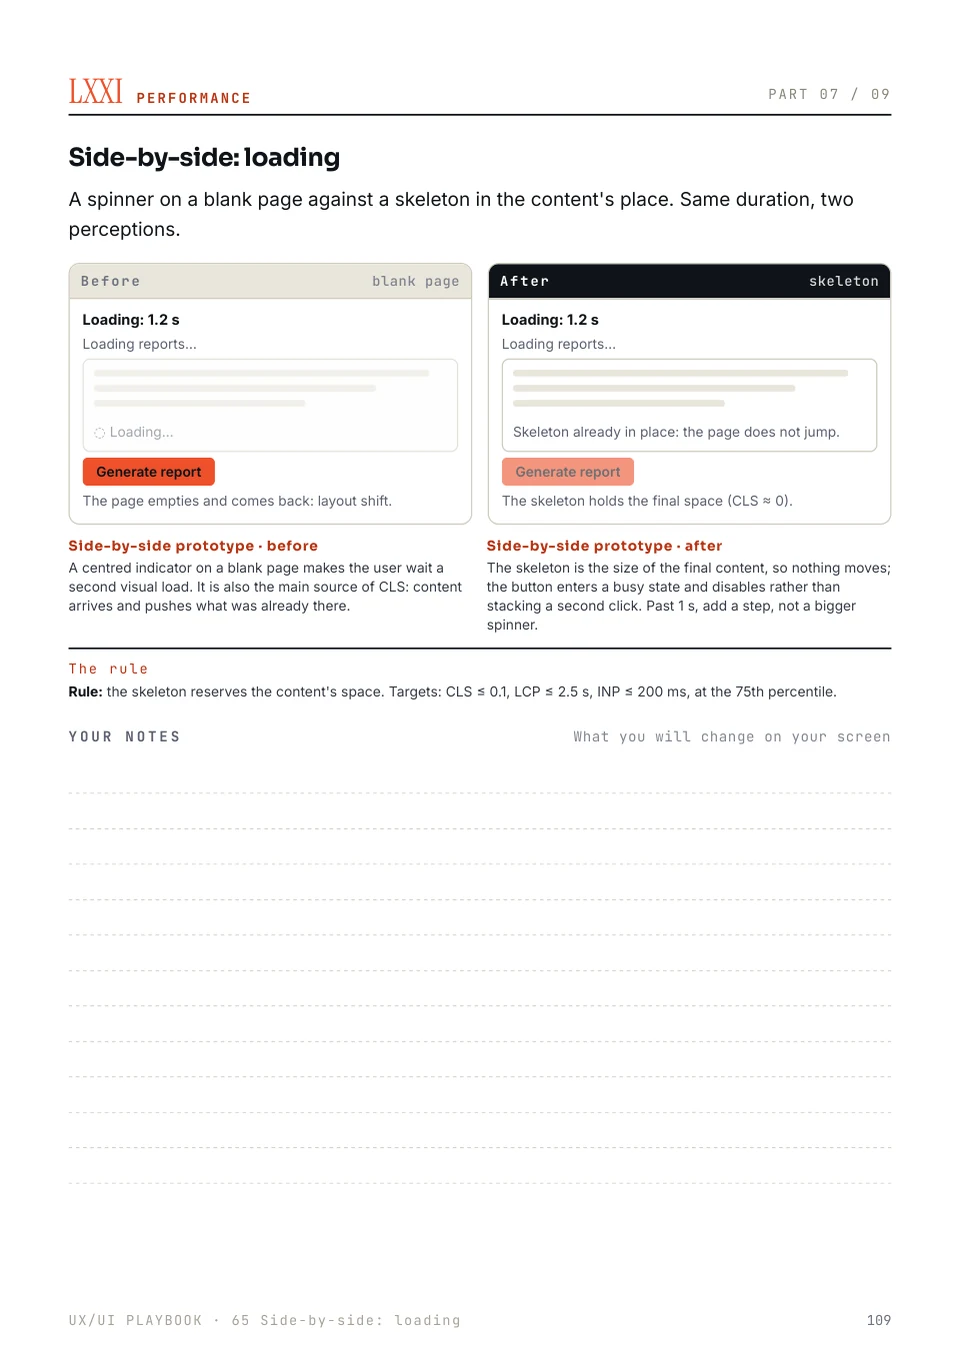 LXXI PERFORMANCE
PART 07 / 09
Side-by-side: loading
A spinner on a blank page against a skeleton in the content's place. Same duration, two
perceptions.
Before
blank page
Loading: 1.2 s
Loading reports...
Loading...
Generate report
The page empties and comes back: layout shift.
After
skeleton
Loading: 1.2 s
Loading reports...
Skeleton already in place: the page does not jump.
Generate report
The skeleton holds the final space (CLS ≈ 0).
Side-by-side prototype · before
A centred indicator on a blank page makes the user wait a
second visual load. It is also the main source of CLS: content
arrives and pushes what was already there.
Side-by-side prototype · after
The skeleton is the size of the final content, so nothing moves;
the button enters a busy state and disables rather than
stacking a second click. Past 1 s, add a step, not a bigger
spinner.
The rule
Rule: the skeleton reserves the content's space. Targets: CLS ≤ 0.1, LCP ≤ 2.5 s, INP ≤ 200 ms, at the 75th percentile.
YOUR NOTES
What you will change on your screen
UX/UI PLAYBOOK · 65 Side-by-side: loading
109